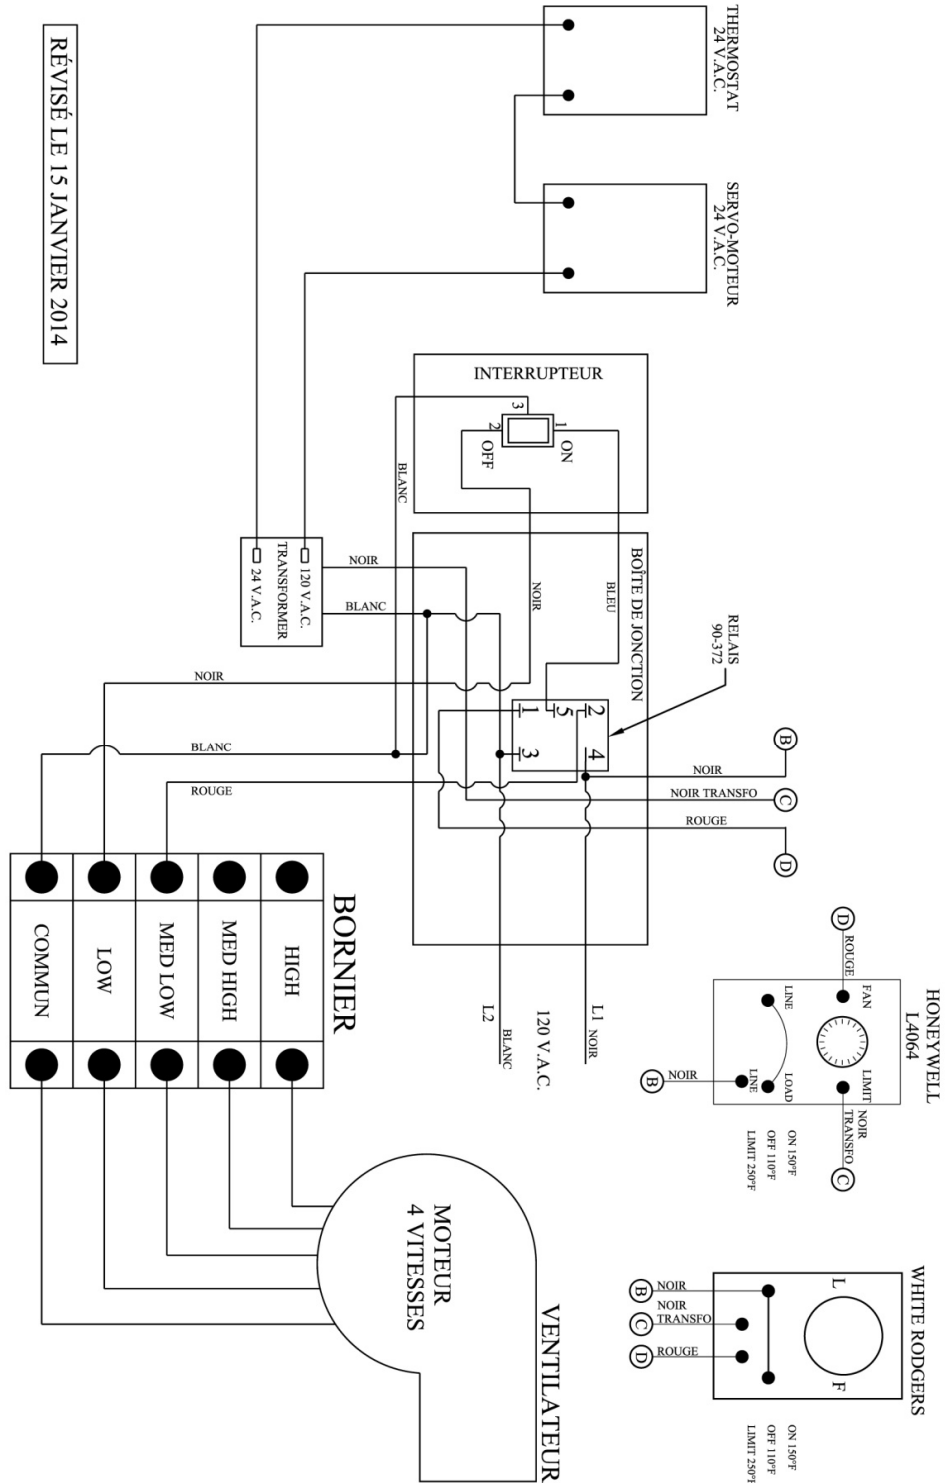 THERMOSTAT
24 V.A.C.
SERVO-MOTEUR
24 V.A.C.
RÉVISÉ LE 15 JANVIER 2014
INTERRUPTEUR
3
1
2
ON
OFF
BLANC
NOIR
BLEU
BOÎTE DE JONCTION
RELAIS
90-372
TRANSFORMER
120 V.A.C.
24 V.A.C.
NOIR
BLANC
NOIR
BLANC
ROUGE
1
5
2
3
4
NOIR
B
NOIR TRANSFO
C
ROUGE
D
L1
NOIR
120 V.A.C.
L2
BLANC
BORNIER
HIGH
MED HIGH
MED LOW
LOW
COMMUN
MOTEUR
4 VITESSES
VENTILATEUR
HONEYWELL
L4064
D
ROUGE
FAN
LIMIT
NOIR
TRANSFO
C
LINE
LOAD
LINE
NOIR
B
ON 150°F
OFF 110°F
LIMIT 250°F
WHITE RODGERS
L
F
B
NOIR
C
NOIR
TRANSFO
D
ROUGE
ON 150°F
OFF 110°F
LIMIT 250°F